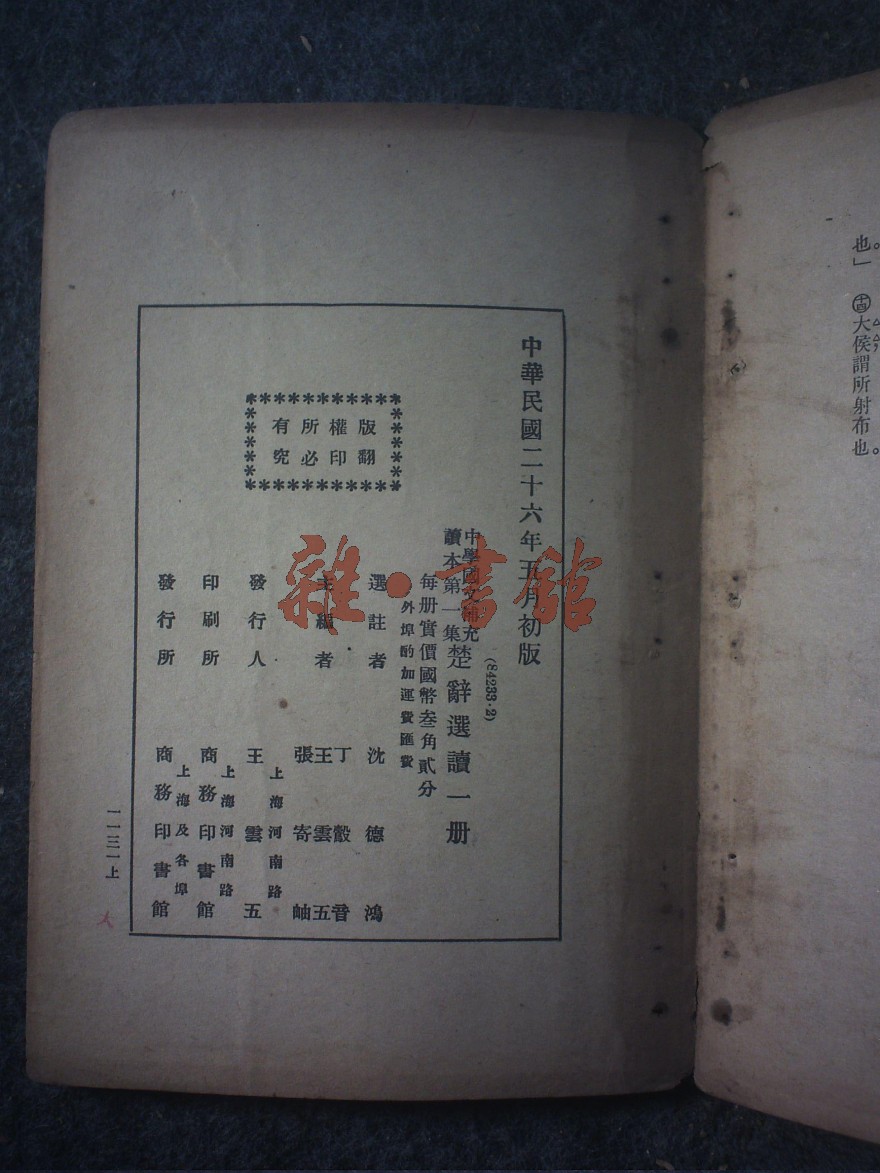 也。」 ㊃大侯謂所射布也。
中華民國二十六年五月初版
(84233·2)
中學國文補充讀本第一集
楚辭選讀一册
每册實價國幣叁角貳分
外埠酌加運費匯費
版權所有
翻印必究
選註者 沈德鴻
主編者 丁𣫞音 王雲五 張寄岫
發行人 王雲五
上海河南路
印刷所 商務印書館
上海河南路
發行所 商務印書館
上海及各埠
一一三一上
雜·書館